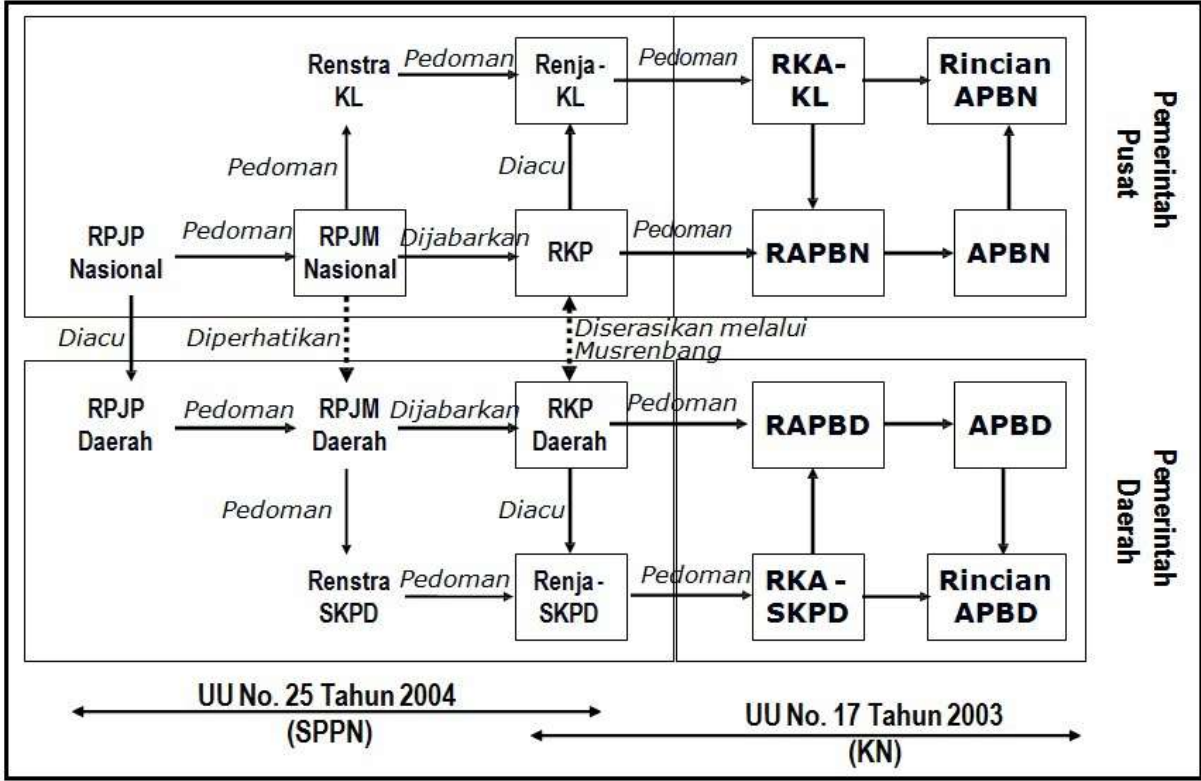 Renstra
KL
Pedoman
Renja-
KL
Pedoman
RKA-
KL
Rincian
APBN
Pemerintah
Pusat
Pedoman
Diacu
RPJP
Nasional
Pedoman
RPJM
Nasional
Dijabarkan
RKP
Pedoman
RAPBN
APBN
Diacu
Diperhatikan
Diserasikan melalui
Musrenbang
RPJP
Daerah
Pedoman
RPJM
Daerah
Dijabarkan
RKP
Daerah
Pedoman
RAPBD
APBD
Pemerintah
Daerah
Pedoman
Diacu
Renstra
SKPD
Pedoman
Renja-
SKPD
Pedoman
RKA -
SKPD
Rincian
APBD
UU No. 25 Tahun 2004
(SPPN)
UU No. 17 Tahun 2003
(KN)